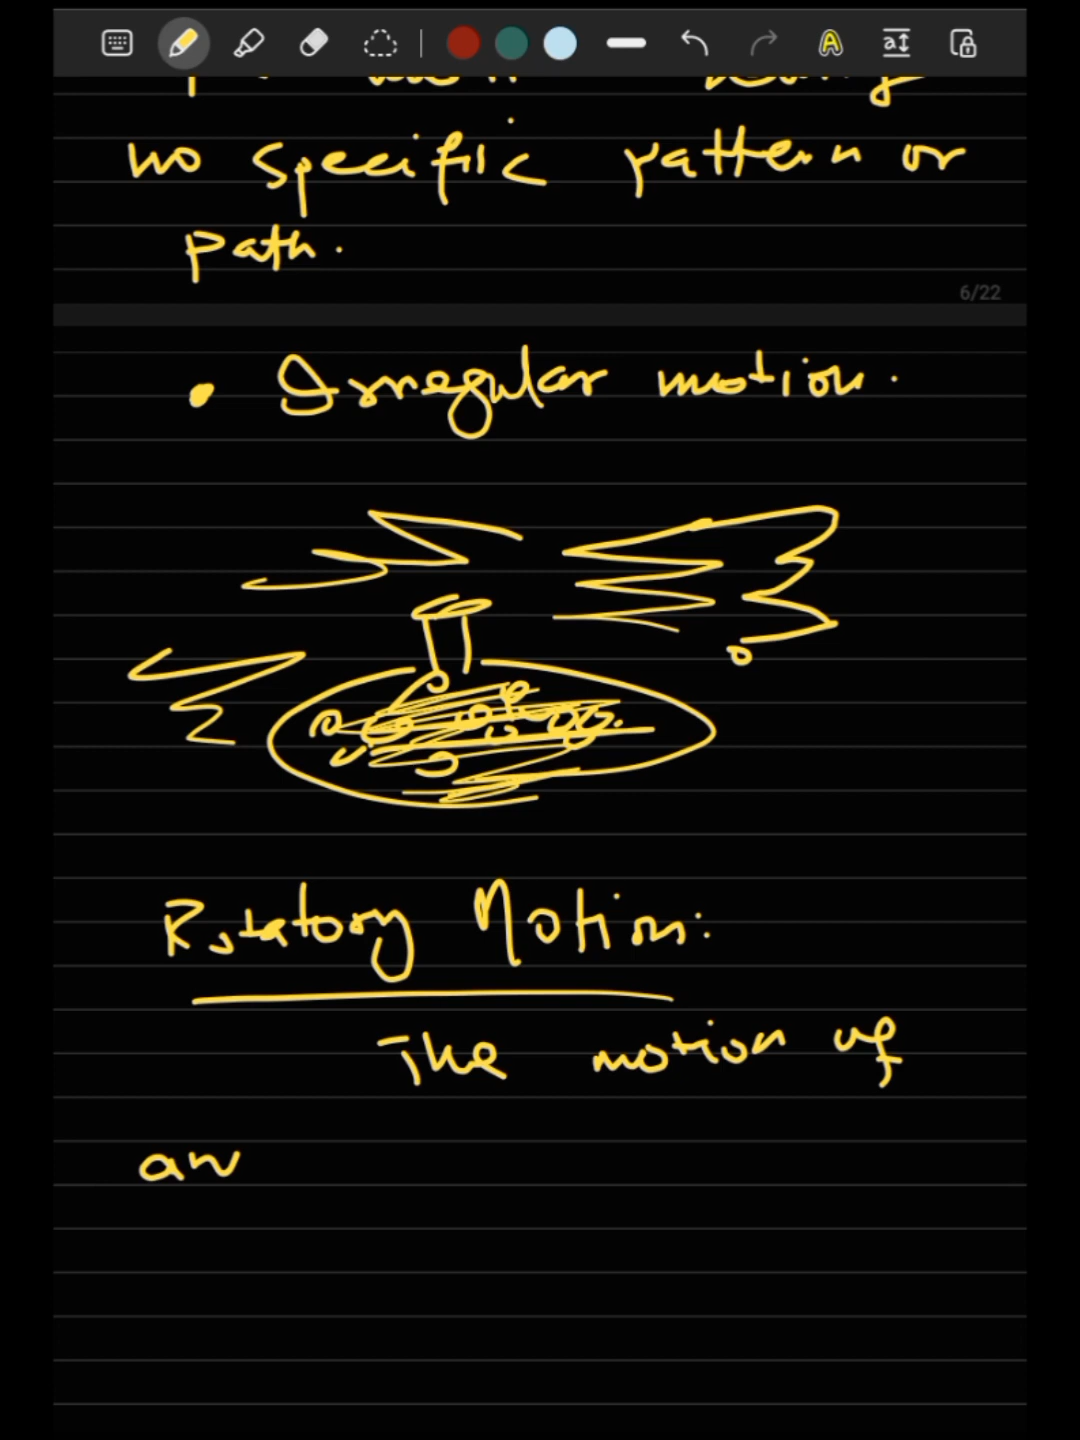 no specific pattern or
path.
6/22
• Irregular motion.
Rotatory Motion:
The motion of
an